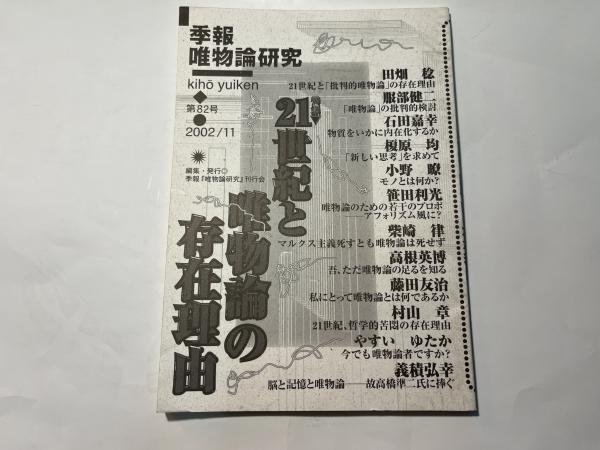 季報
唯物論研究
kihō yuiken
第82号
2002/11
編集・発行◎
季報『唯物論研究』刊行会
特集
21世紀と
唯物論の
存在理由
田畑 稔
21世紀と「批判的唯物論」の存在理由
服部健二
「唯物論」の批判的検討
石田嘉幸
物質をいかに内在化するか
榎原 均
「新しい思考」を求めて
小野 暸
モノとは何か?
笹田利光
唯物論のための若干のプロポ
――アフォリズム風に?
柴崎 律
マルクス主義死すとも唯物論は死せず
高根英博
吾、ただ唯物論の足るを知る
藤田友治
私にとって唯物論とは何であるか
村山 章
21世紀、哲学的苦悶の存在理由
やすい ゆたか
今でも唯物論者ですか?
義積弘幸
脳と記憶と唯物論――故高橋準二氏に捧ぐ